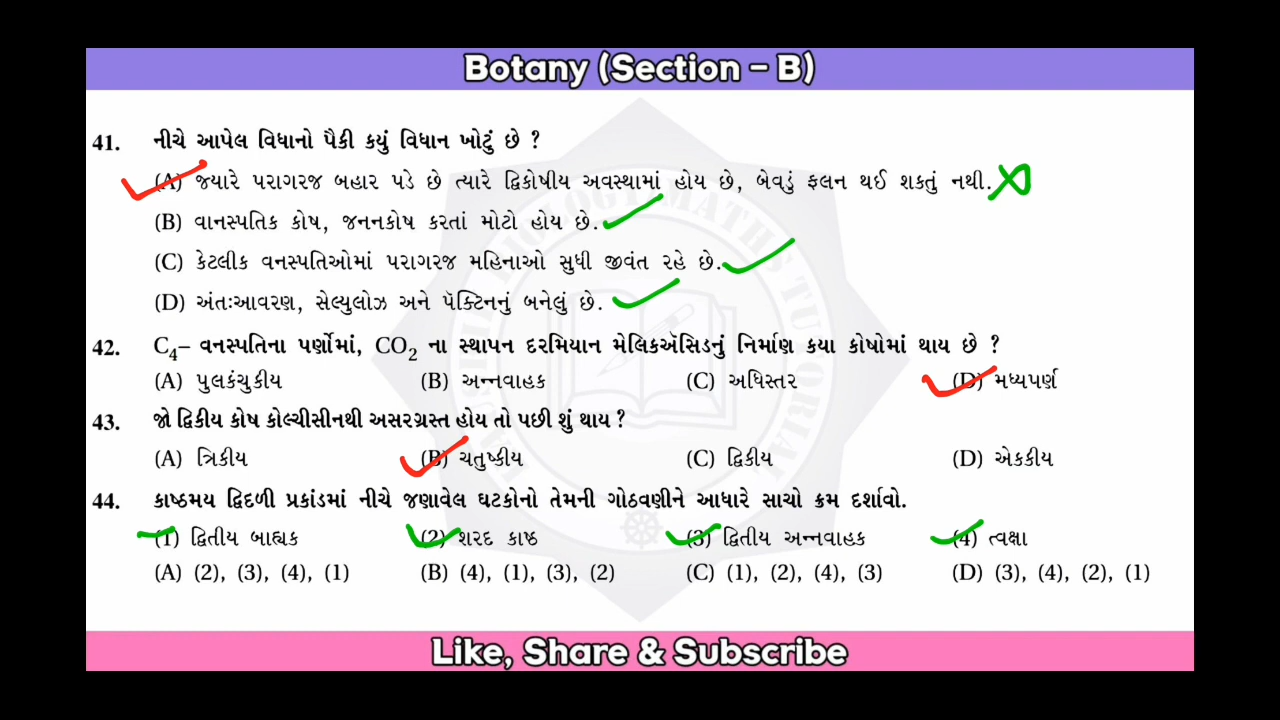 Botany (Section – B)
41. નીચે આપેલ વિધાનો પૈકી કયું વિધાન ખોટું છે ?
(A) જ્યારે પરાગરજ બહાર પડે છે ત્યારે દ્વિકોષીય અવસ્થામાં હોય છે, બેવડું ફલન થઈ શકતું નથી.
(B) વાનસ્પતિક કોષ, જનનકોષ કરતાં મોટો હોય છે.
(C) કેટલીક વનસ્પતિઓમાં પરાગરજ મહિનાઓ સુધી જીવંત રહે છે.
(D) અંતઃઆવરણ, સેલ્યુલોઝ અને પૅક્ટિનનું બનેલું છે.
42. C₄– વનસ્પતિના પર્ણોમાં, CO₂ ના સ્થાપન દરમિયાન મેલિકઍસિડનું નિર્માણ કયા કોષોમાં થાય છે ?
(A) પુલકંચુકીય (B) અન્નવાહક (C) અધિસ્તર (D) મધ્યપર્ણ
43. જો દ્વિકીય કોષ કોલ્ચીસીનથી અસરગ્રસ્ત હોય તો પછી શું થાય ?
(A) ત્રિકીય (B) ચતુષ્કીય (C) દ્વિકીય (D) એકકીય
44. કાષ્ઠમય દ્વિદળી પ્રકાંડમાં નીચે જણાવેલ ઘટકોનો તેમની ગોઠવણીને આધારે સાચો ક્રમ દર્શાવો.
(1) દ્વિતીય બાહ્યક (2) શરદ કાષ્ઠ (3) દ્વિતીય અન્નવાહક (4) ત્વક્ષા
(A) (2), (3), (4), (1) (B) (4), (1), (3), (2) (C) (1), (2), (4), (3) (D) (3), (4), (2), (1)
Like, Share & Subscribe